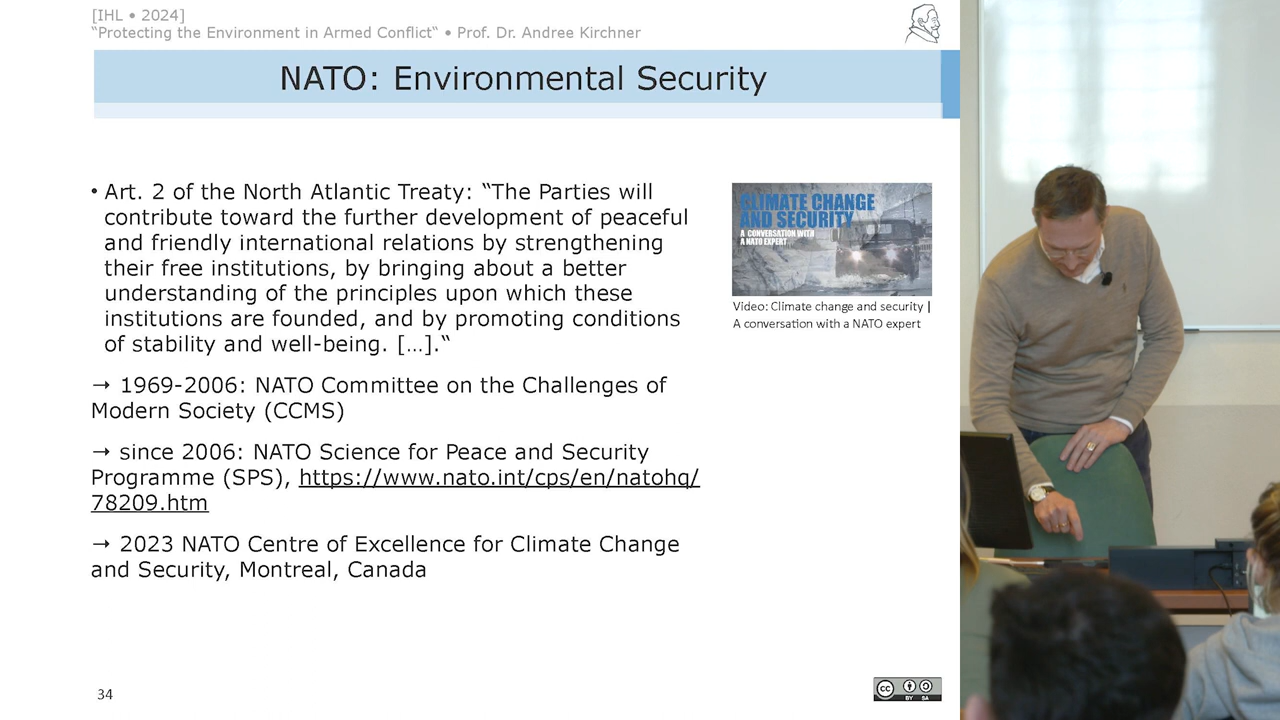 [IHL • 2024]
“Protecting the Environment in Armed Conflict“ • Prof. Dr. Andree Kirchner
NATO: Environmental Security
• Art. 2 of the North Atlantic Treaty: “The Parties will
contribute toward the further development of peaceful
and friendly international relations by strengthening
their free institutions, by bringing about a better
understanding of the principles upon which these
institutions are founded, and by promoting conditions
of stability and well-being. […].“
→ 1969-2006: NATO Committee on the Challenges of
Modern Society (CCMS)
→ since 2006: NATO Science for Peace and Security
Programme (SPS), https://www.nato.int/cps/en/natohq/
78209.htm
→ 2023 NATO Centre of Excellence for Climate Change
and Security, Montreal, Canada
CLIMATE CHANGE
AND SECURITY
A CONVERSATION WITH
A NATO EXPERT
Video: Climate change and security |
A conversation with a NATO expert
34
cc
BY SA